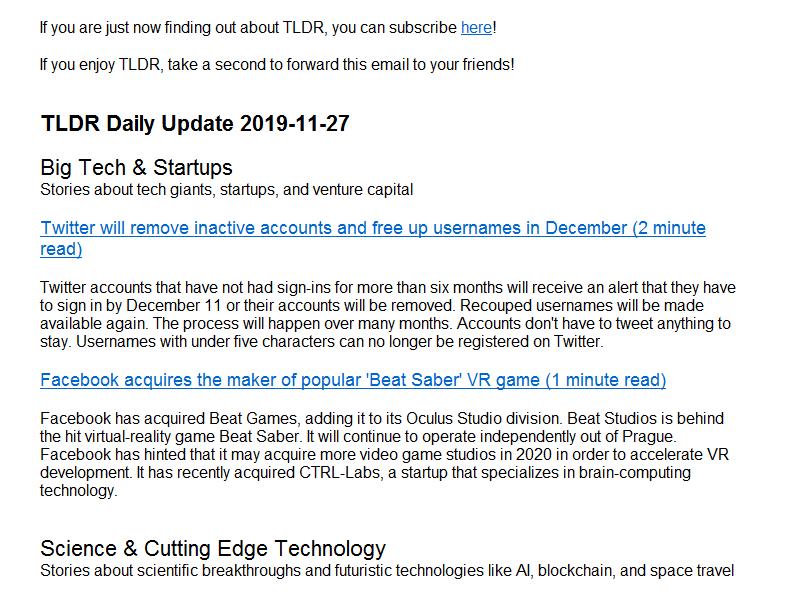 If you are just now finding out about TLDR, you can subscribe here!
If you enjoy TLDR, take a second to forward this email to your friends!
TLDR Daily Update 2019-11-27
Big Tech & Startups
Stories about tech giants, startups, and venture capital
Twitter will remove inactive accounts and free up usernames in December (2 minute
read)
Twitter accounts that have not had sign-ins for more than six months will receive an alert that they have
to sign in by December 11 or their accounts will be removed. Recouped usernames will be made
available again. The process will happen over many months. Accounts don't have to tweet anything to
stay. Usernames with under five characters can no longer be registered on Twitter.
Facebook acquires the maker of popular 'Beat Saber' VR game (1 minute read)
Facebook has acquired Beat Games, adding it to its Oculus Studio division. Beat Studios is behind
the hit virtual-reality game Beat Saber. It will continue to operate independently out of Prague.
Facebook has hinted that it may acquire more video game studios in 2020 in order to accelerate VR
development. It has recently acquired CTRL-Labs, a startup that specializes in brain-computing
technology.
Science & Cutting Edge Technology
Stories about scientific breakthroughs and futuristic technologies like AI, blockchain, and space travel